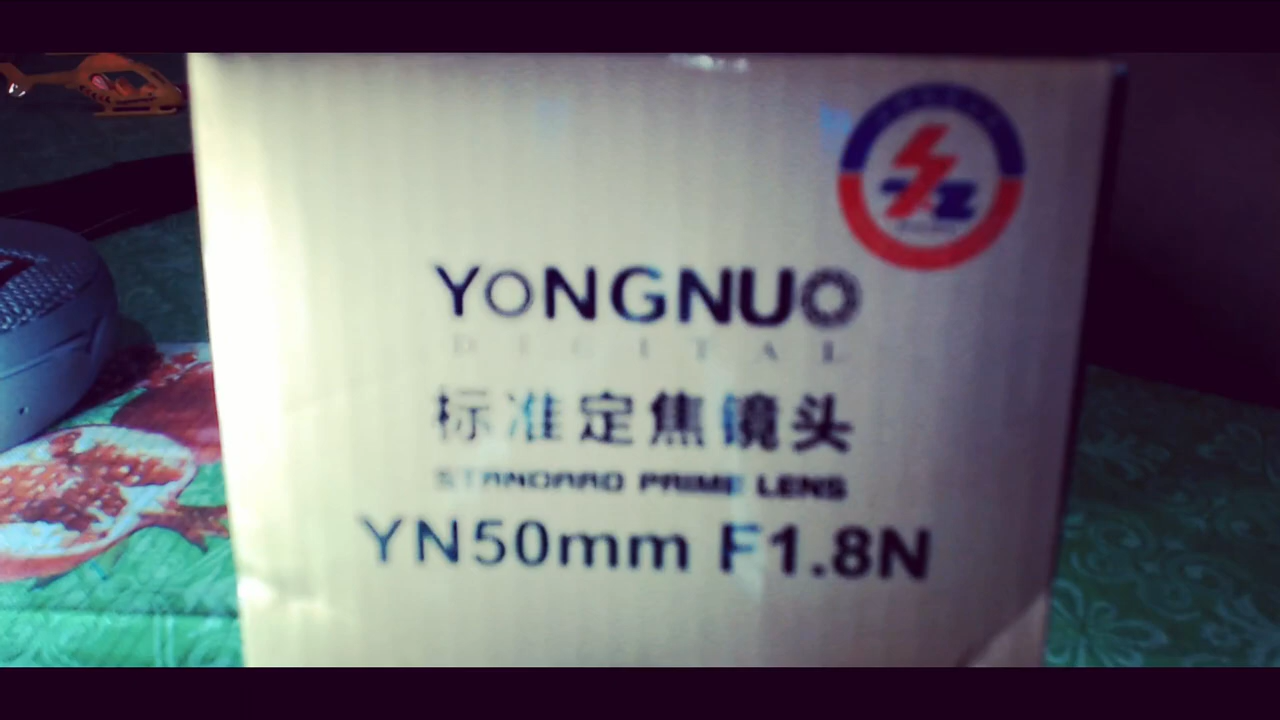 YONGNUO
DIGITAL
标准定焦镜头
STANDARD PRIME LENS
YN50mm F1.8N